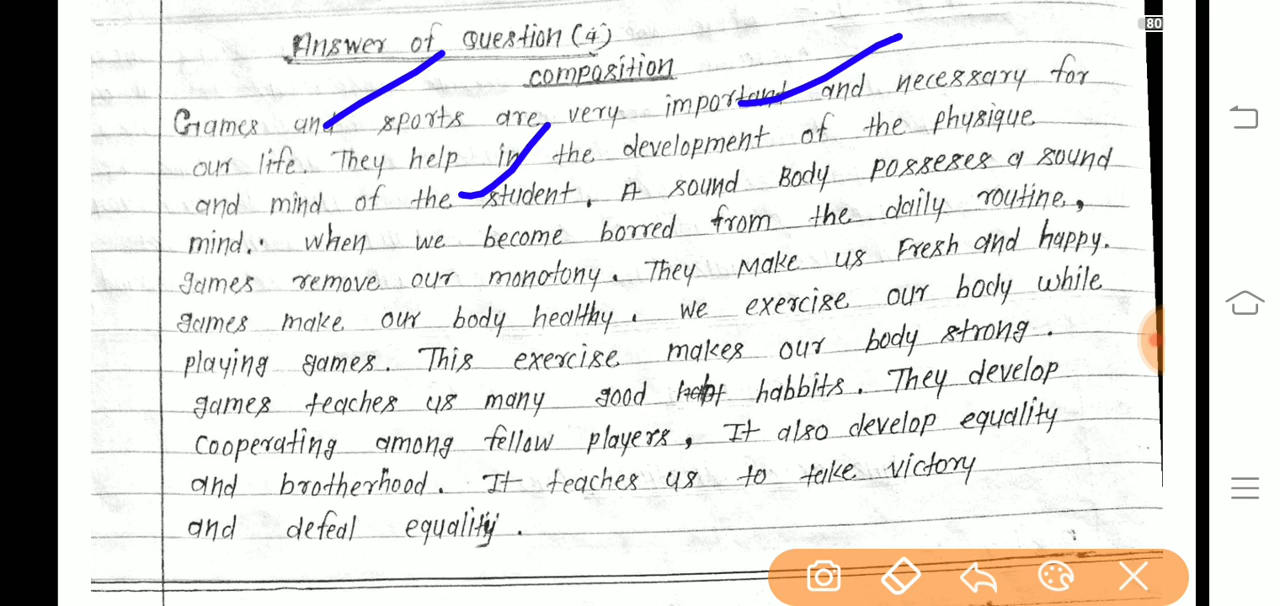 80
Answer of Question (4)
composition
Games and sports are very important and necessary for
our life. They help in the development of the physique
and mind of the student. A sound Body posseses a sound
mind. When we become borred from the daily routine,
games remove our monotony. They Make us Fresh and happy.
games make our body healthy. We exercise our body while
playing games. This exercise makes our body strong.
games teaches us many good habbits. They develop
cooperating among fellow players, It also develop equality
and brotherhood. It teaches us to take victory
and defeal equality.